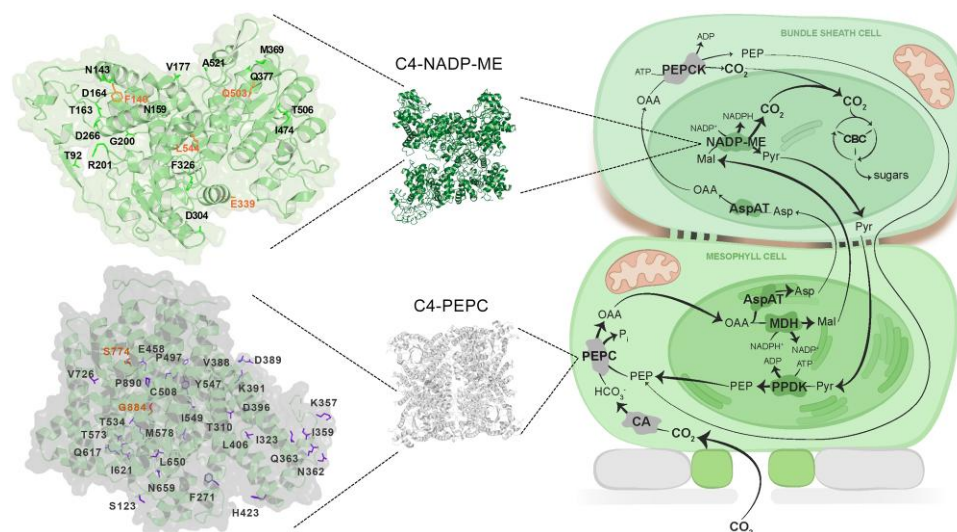 M369
A521
V177
Q377
N143
Q503
D164
F140
N159
T163
T506
I474
D266
G200
L544
T92
F326
R201
E339
D304
C4-NADP-ME
S774
E458
P497
V388
D389
V726
P890
Y547
K391
C508
G884
D396
K357
I549
T534
T310
I359
T573
M578
L406
I323
Q617
Q363
L650
I621
N362
N659
F271
S123
H423
C4-PEPC
BUNDLE SHEATH CELL
ADP
PEP
ATP
PEPCK
CO2
OAA
CO2
CO2
NADPH
NADP+
CBC
NADP-ME
Mal
Pyr
sugars
OAA
AspAT
Asp
Pyr
MESOPHYLL CELL
AspAT
Asp
OAA
OAA
MDH
Mal
Pi
NADPH+
NADP+
PEPC
ADP
ATP
PEP
PEP
PPDK
Pyr
HCO3-
CA
CO2
CO2